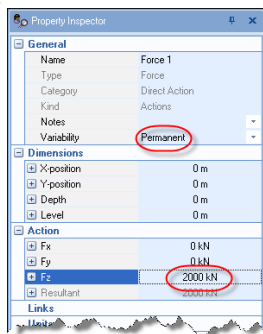 Property Inspector
General
Name Force 1
Type Force
Category Direct Action
Kind Actions
Notes
Variability Permanent
Dimensions
X-position 0 m
Y-position 0 m
Depth 0 m
Level 0 m
Action
Fx 0 kN
Fy 0 kN
Fz 2000 kN
Resultant 2000 kN
Links